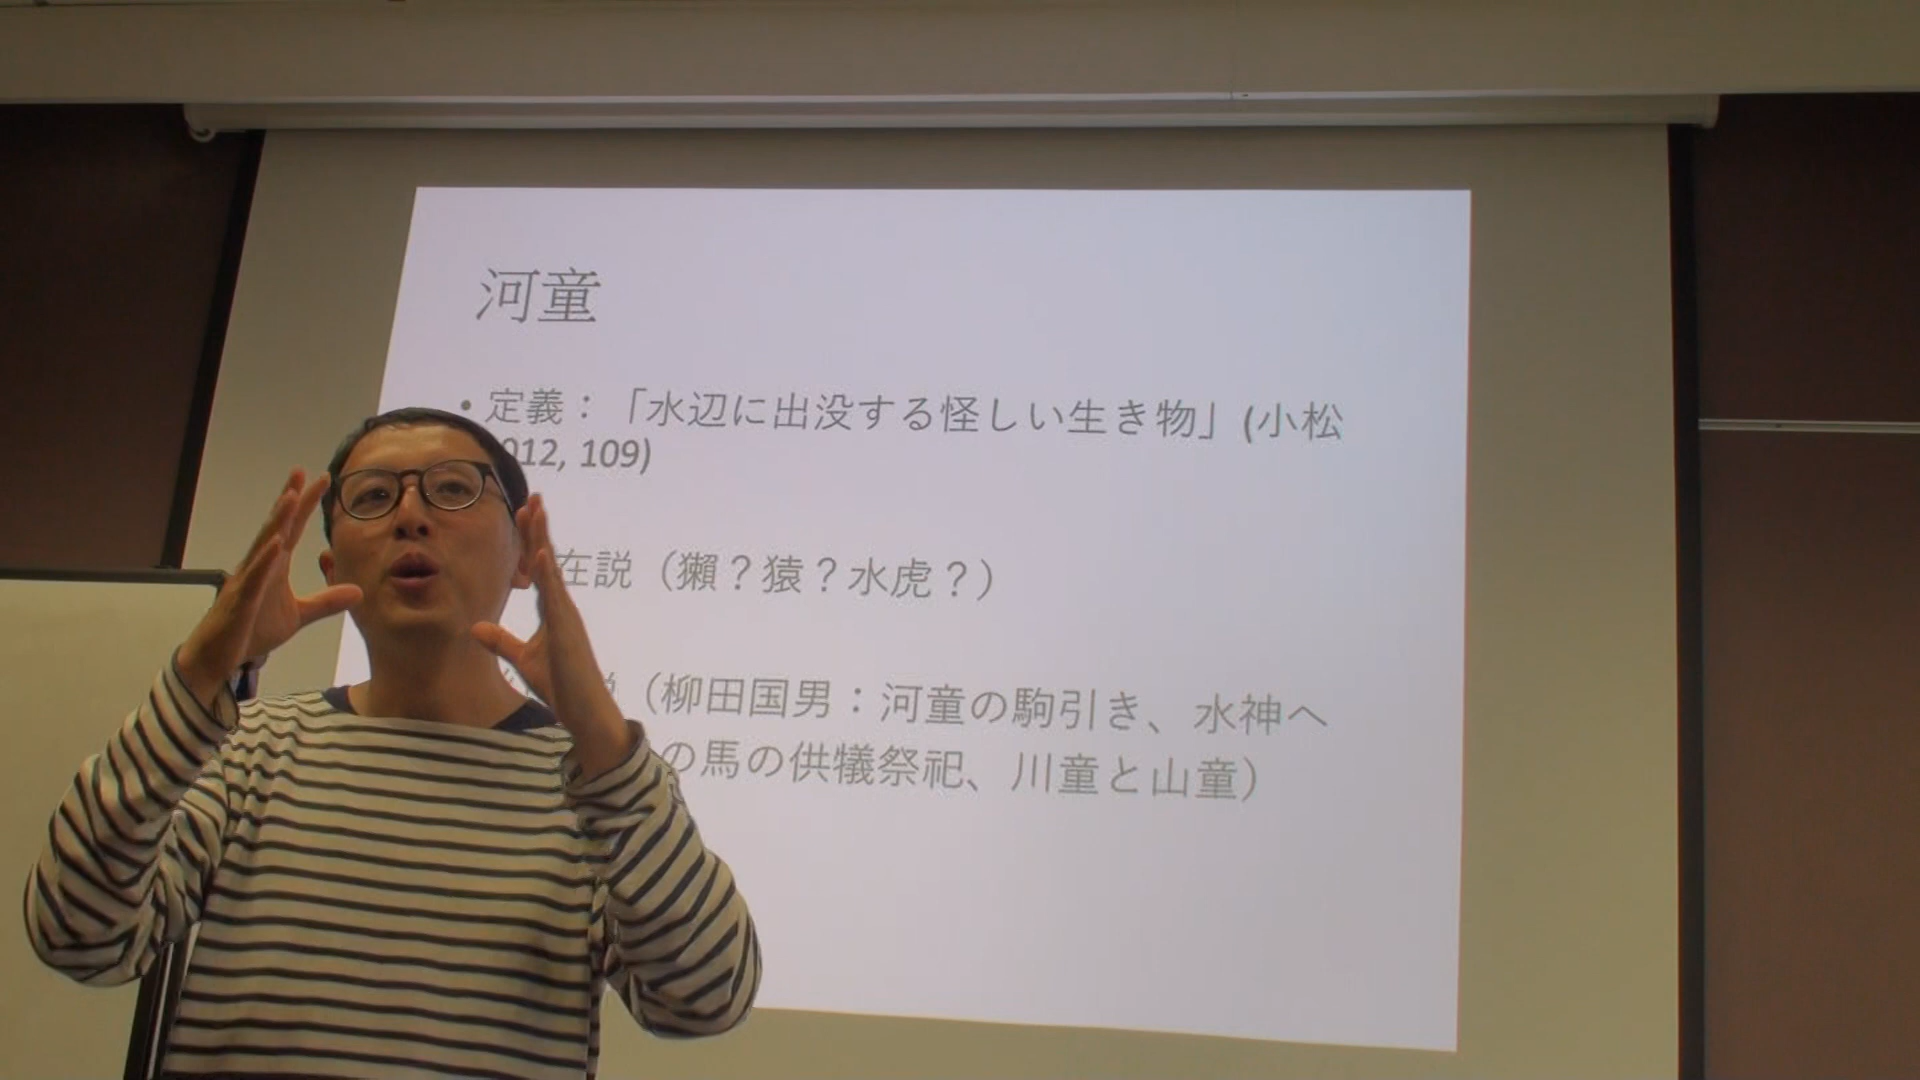 河童
• 定義：「水辺に出没する怪しい生き物」(小松
012, 109)
在説（獺？猿？水虎？）
説（柳田国男：河童の駒引き、水神へ
の馬の供犠祭祀、川童と山童）